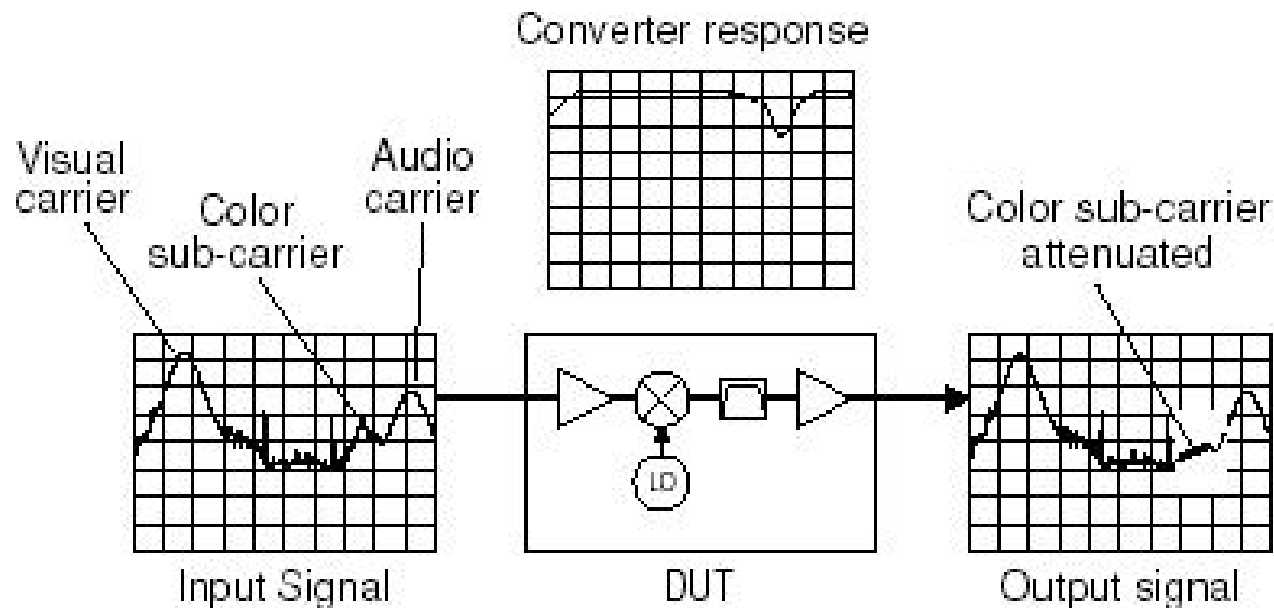 Converter response
Visual
carrier
Color
sub-carrier
Audio
carrier
Color sub-carrier
attenuated
LO
Input Signal
DUT
Output signal